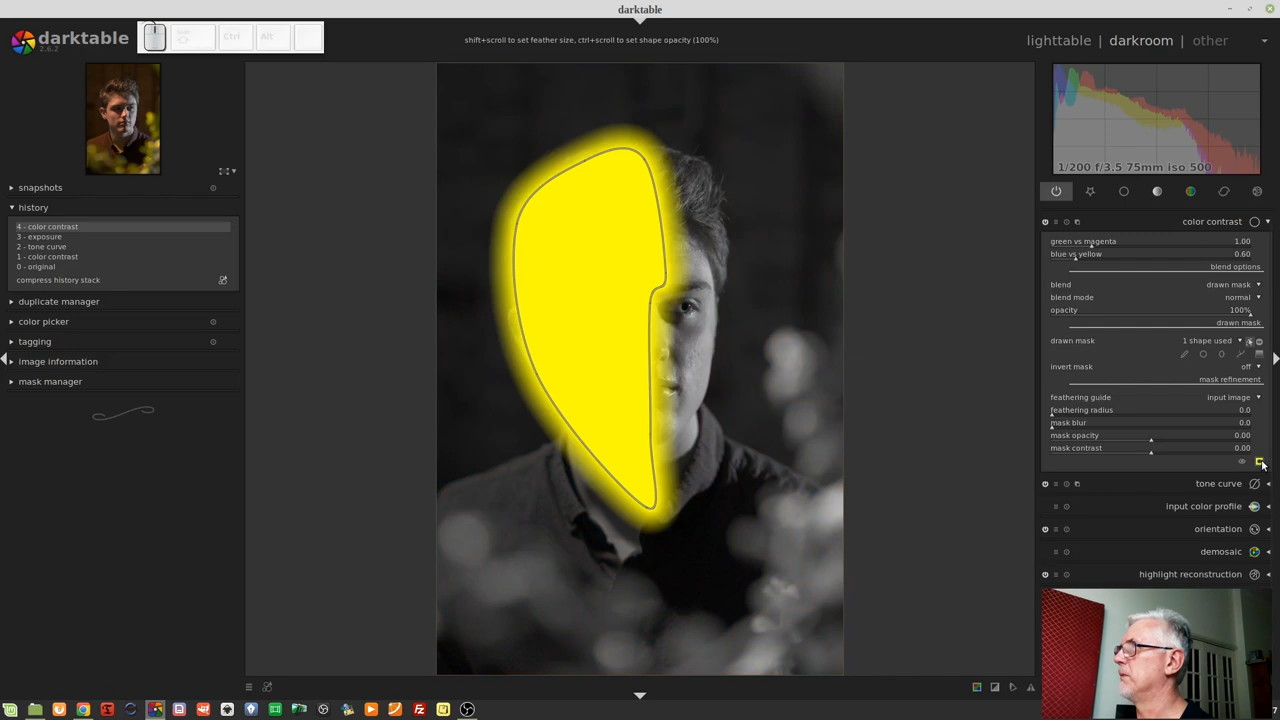 darktable
darktable
2.6.2
Shift
Ctrl
Alt
shift+scroll to set feather size, ctrl+scroll to set shape opacity (100%)
lighttable | darkroom | other
1/200 f/3.5 75mm iso 500
snapshots
history
4 - color contrast
3 - exposure
2 - tone curve
1 - color contrast
0 - original
compress history stack
duplicate manager
color picker
tagging
image information
mask manager
color contrast
green vs magenta 1.00
blue vs yellow 0.60
blend options
blend drawn mask
blend mode normal
opacity 100%
drawn mask
drawn mask 1 shape used
invert mask off
mask refinement
feathering guide input image
feathering radius 0.0
mask blur 0.0
mask opacity 0.00
mask contrast 0.00
tone curve
input color profile
orientation
demosaic
highlight reconstruction